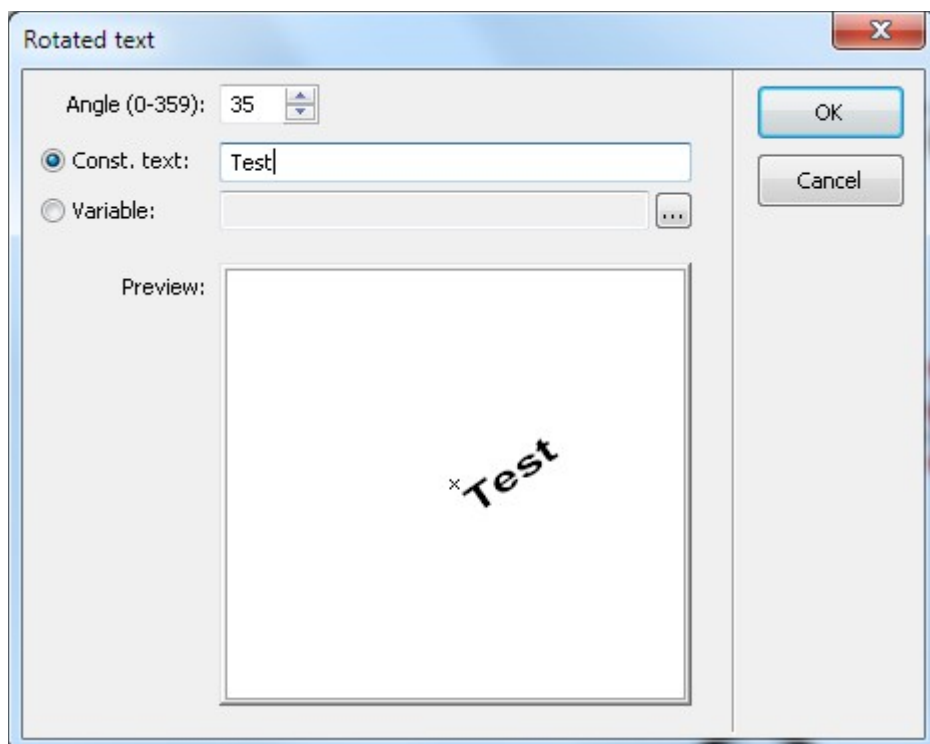 Rotated text
Angle (0-359): 35
OK
Const. text: Test
Cancel
Variable: ...
Preview:
x Test